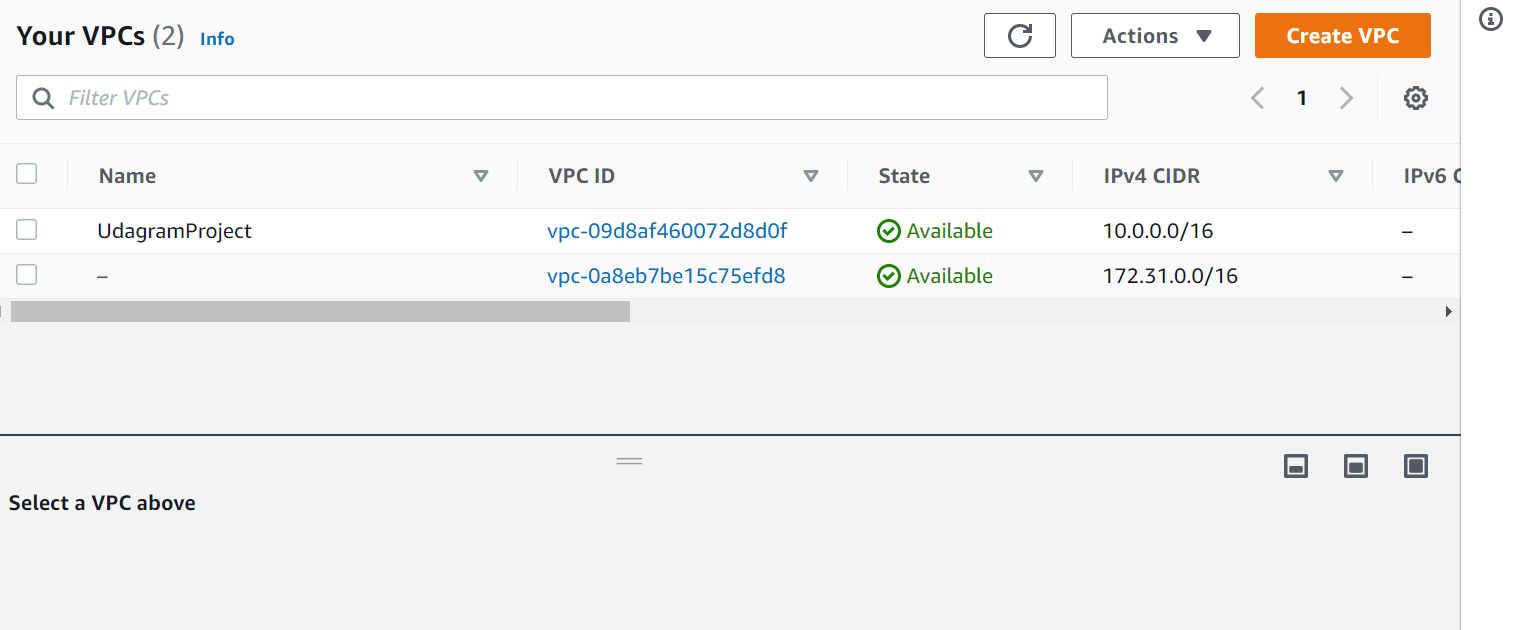 Your VPCs (2) Info
Actions
Create VPC
Filter VPCs
1
Name VPC ID State IPv4 CIDR IPv6 C
UdagramProject vpc-09d8af460072d8d0f Available 10.0.0.0/16 –
– vpc-0a8eb7be15c75efd8 Available 172.31.0.0/16 –
Select a VPC above